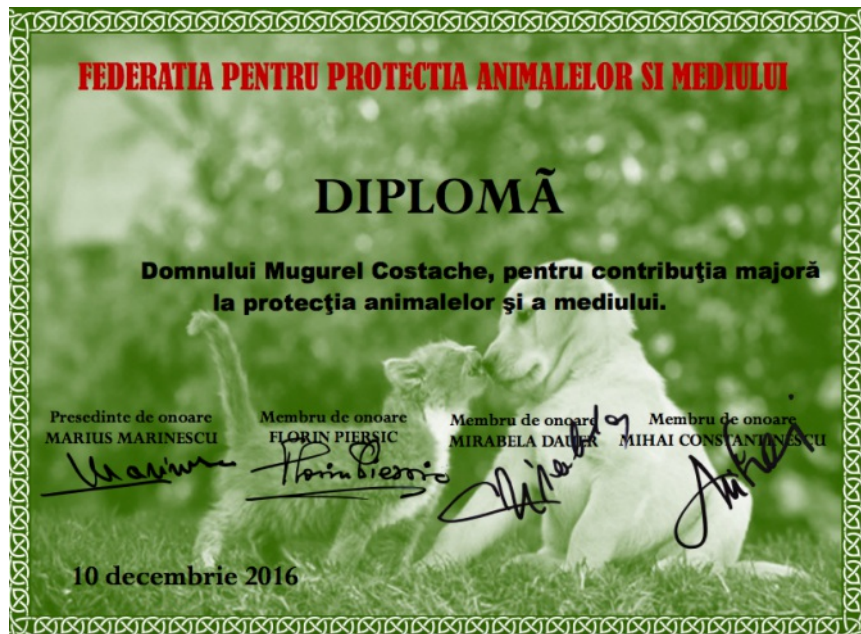 FEDERATIA PENTRU PROTECTIA ANIMALELOR SI MEDIULUI
DIPLOMÃ
Domnului Mugurel Costache, pentru contribuţia majoră
la protecţia animalelor şi a mediului.
Presedinte de onoare
MARIUS MARINESCU
Membru de onoare
FLORIN PIERSIC
Membru de onoare
MIRABELA DAUER
Membru de onoare
MIHAI CONSTANTINESCU
Florin Piersic
10 decembrie 2016